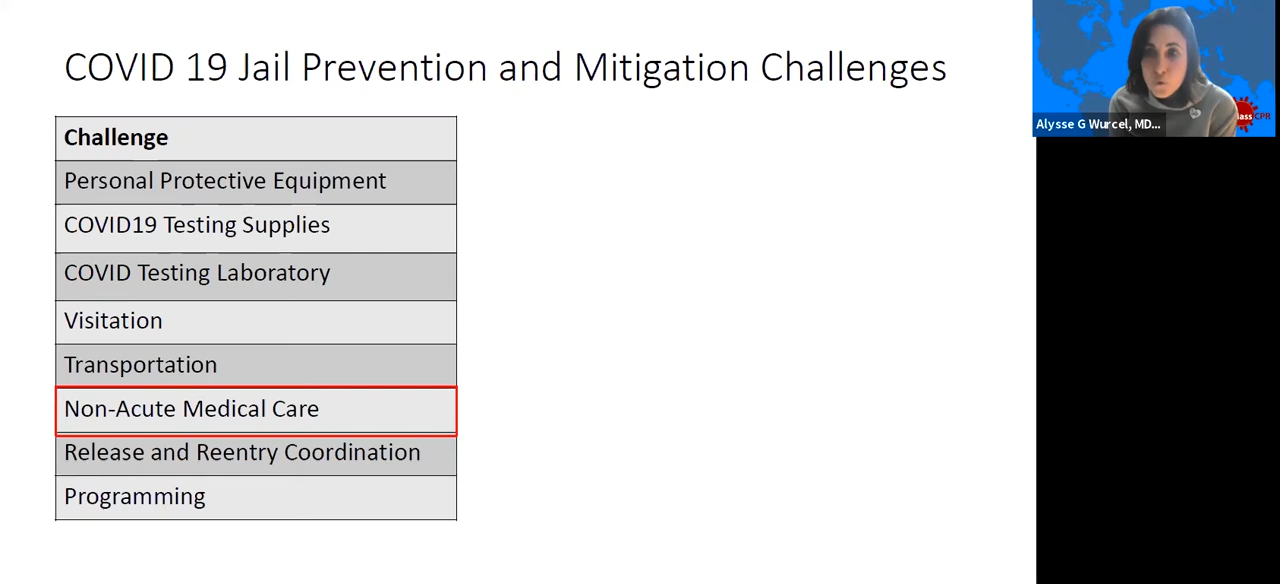 COVID 19 Jail Prevention and Mitigation Challenges
Challenge
Personal Protective Equipment
COVID19 Testing Supplies
COVID Testing Laboratory
Visitation
Transportation
Non-Acute Medical Care
Release and Reentry Coordination
Programming
Alysse G Wurcel, MD...
CPR